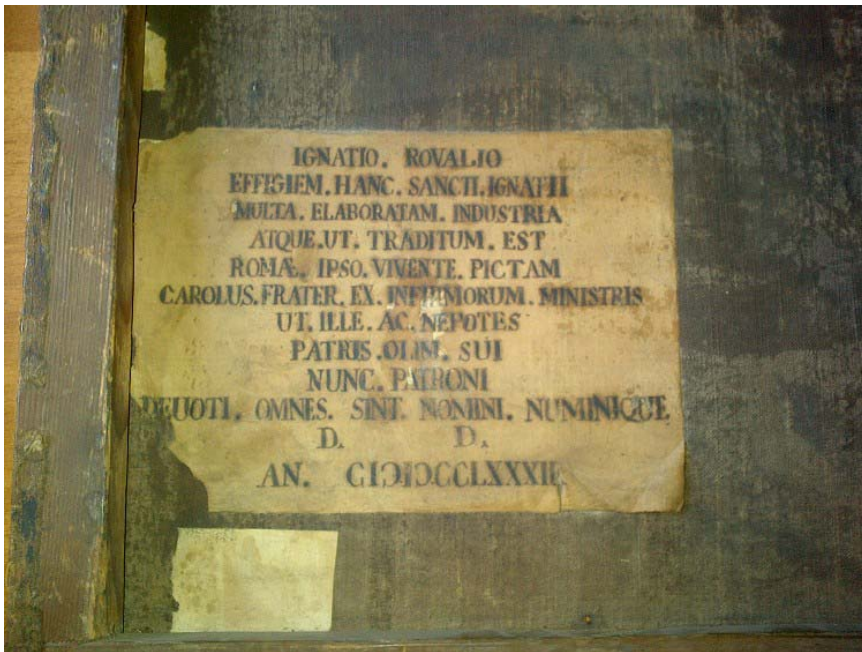 IGNATIO. ROVALIO
EFFIGIEM. HANC. SANCTI. IGNATII
MULTA. ELABORATAM. INDUSTRIA
ATQUE. UT. TRADITUM. EST
ROMÆ. IPSO. VIVENTE. PICTAM
CAROLUS. FRATER. EX. INFIRMORUM. MINISTRIS
UT. ILLE. AC. NEPOTES
PATRIS. OLIM. SUI
NUNC. PATRONI
DEUOTI. OMNES. SINT. NOMINI. NUMINIQUE
D. D.
AN. CIƆIƆCCLXXXII